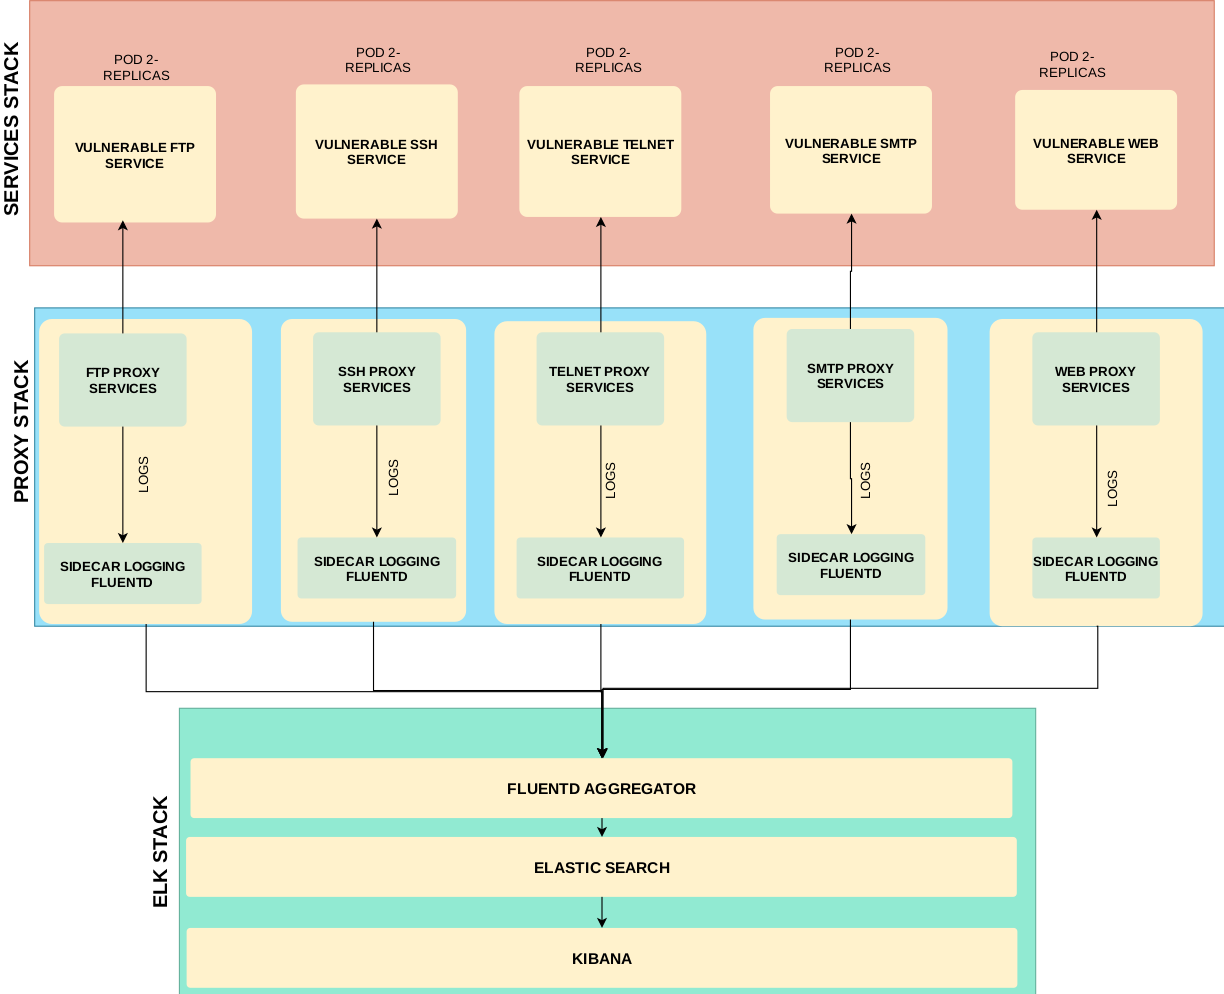 SERVICES STACK
POD 2-
REPLICAS
POD 2-
REPLICAS
POD 2-
REPLICAS
POD 2-
REPLICAS
POD 2-
REPLICAS
VULNERABLE FTP
SERVICE
VULNERABLE SSH
SERVICE
VULNERABLE TELNET
SERVICE
VULNERABLE SMTP
SERVICE
VULNERABLE WEB
SERVICE
PROXY STACK
FTP PROXY
SERVICES
SSH PROXY
SERVICES
TELNET PROXY
SERVICES
SMTP PROXY
SERVICES
WEB PROXY
SERVICES
LOGS
LOGS
LOGS
LOGS
LOGS
SIDECAR LOGGING
FLUENTD
SIDECAR LOGGING
FLUENTD
SIDECAR LOGGING
FLUENTD
SIDECAR LOGGING
FLUENTD
SIDECAR LOGGING
FLUENTD
ELK STACK
FLUENTD AGGREGATOR
ELASTIC SEARCH
KIBANA